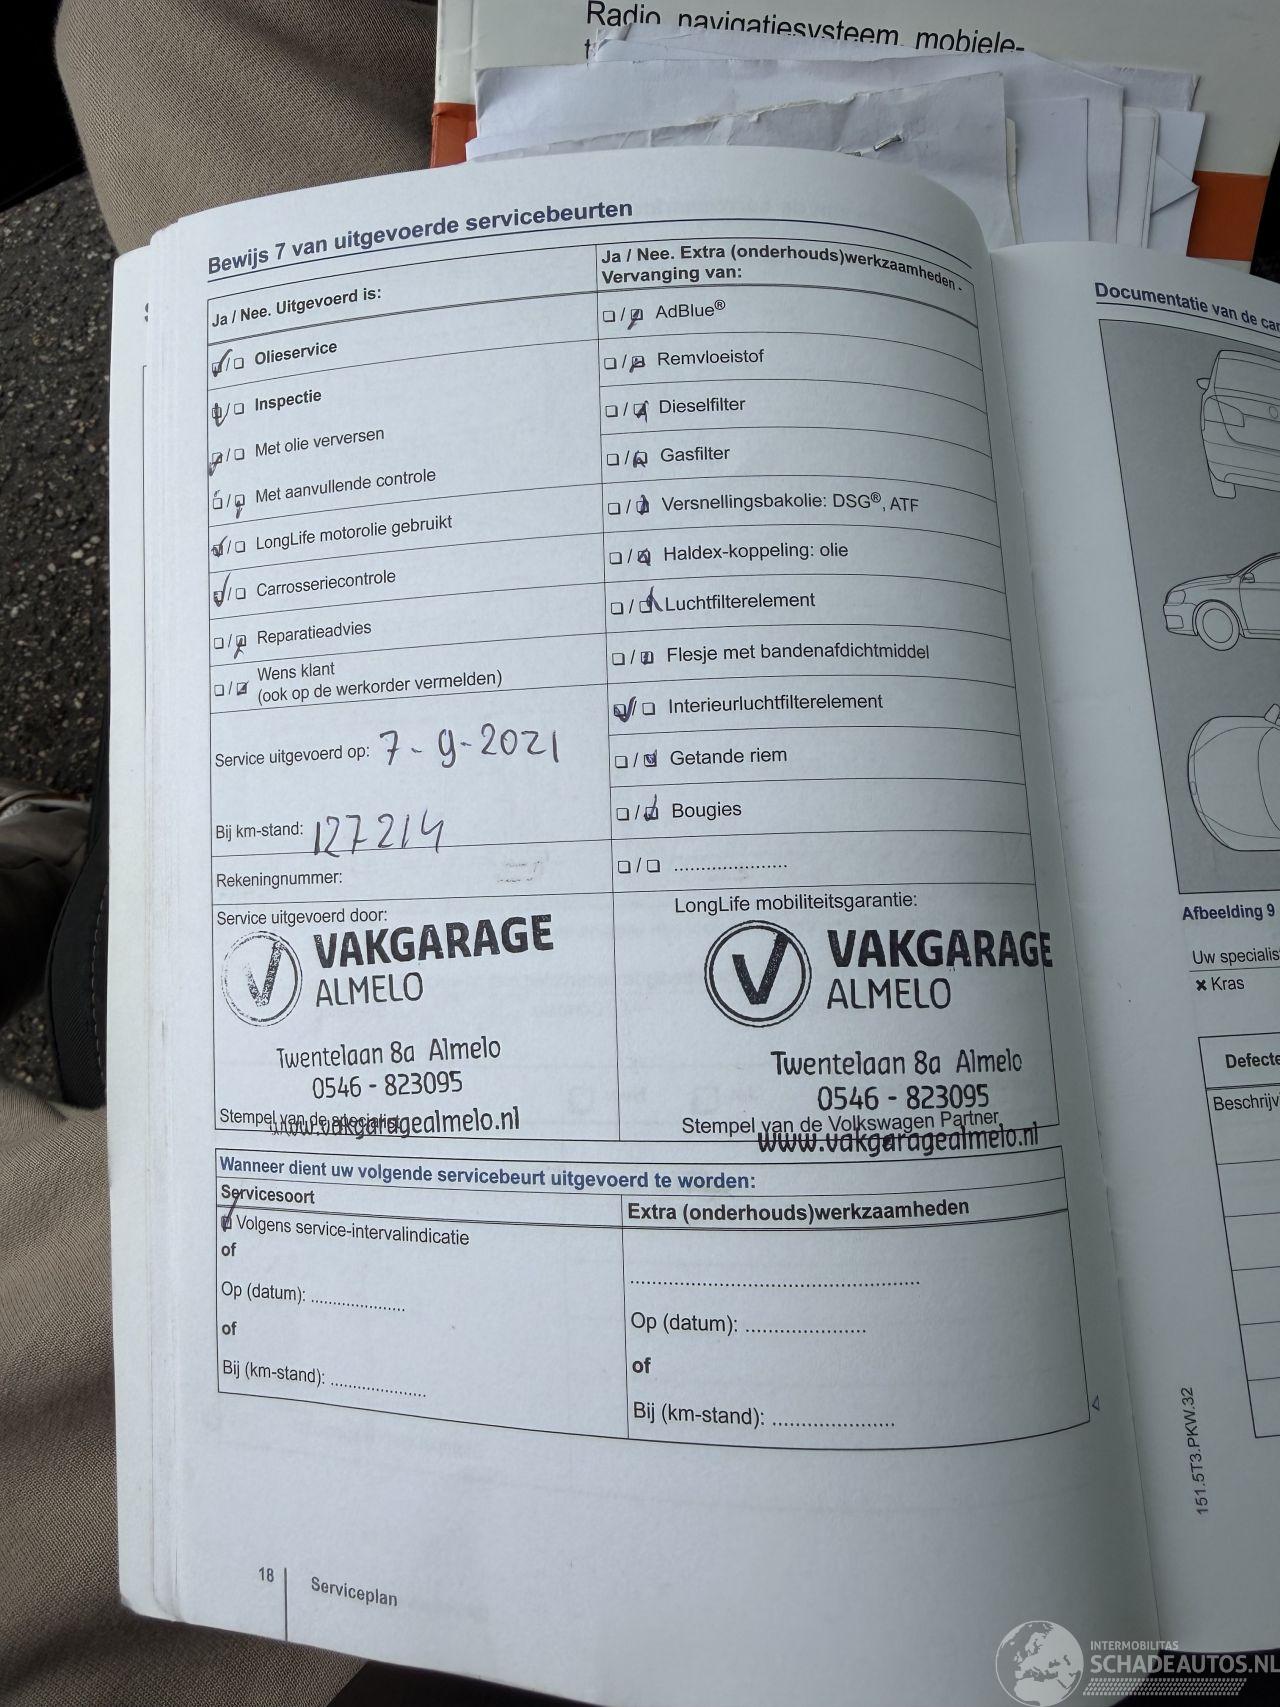 Radio, navigatiesysteem, mobiele-
Bewijs 7 van uitgevoerde servicebeurten
Ja / Nee. Uitgevoerd is:
Olieservice
Inspectie
Met olie verversen
Met aanvullende controle
LongLife motorolie gebruikt
Carrosseriecontrole
Reparatieadvies
Wens klant
(ook op de werkorder vermelden)
Service uitgevoerd op: 7-9-2021
Bij km-stand: 127214
Rekeningnummer:
Ja / Nee. Extra (onderhouds)werkzaamheden -
Vervanging van:
AdBlue®
Remvloeistof
Dieselfilter
Gasfilter
Versnellingsbakolie: DSG®, ATF
Haldex-koppeling: olie
Luchtfilterelement
Flesje met bandenafdichtmiddel
Interieurluchtfilterelement
Getande riem
Bougies
.....................
Service uitgevoerd door:
VAKGARAGE
ALMELO
Twentelaan 8a Almelo
0546 - 823095
Stempel van de specialist
www.vakgaragealmelo.nl
LongLife mobiliteitsgarantie:
VAKGARAGE
ALMELO
Twentelaan 8a Almelo
0546 - 823095
Stempel van de Volkswagen Partner
www.vakgaragealmelo.nl
Wanneer dient uw volgende servicebeurt uitgevoerd te worden:
Servicesoort
Volgens service-intervalindicatie
of
Op (datum): .....................
of
Bij (km-stand): .....................
Extra (onderhouds)werkzaamheden
................................................................
Op (datum): .....................
of
Bij (km-stand): .....................
18
Serviceplan
Documentatie van de car
Afbeelding 9
Uw specialis
× Kras
Defecte
Beschrijv
151.5T3.PKW.32
INTERMOBILITAS
SCHADEAUTOS.NL